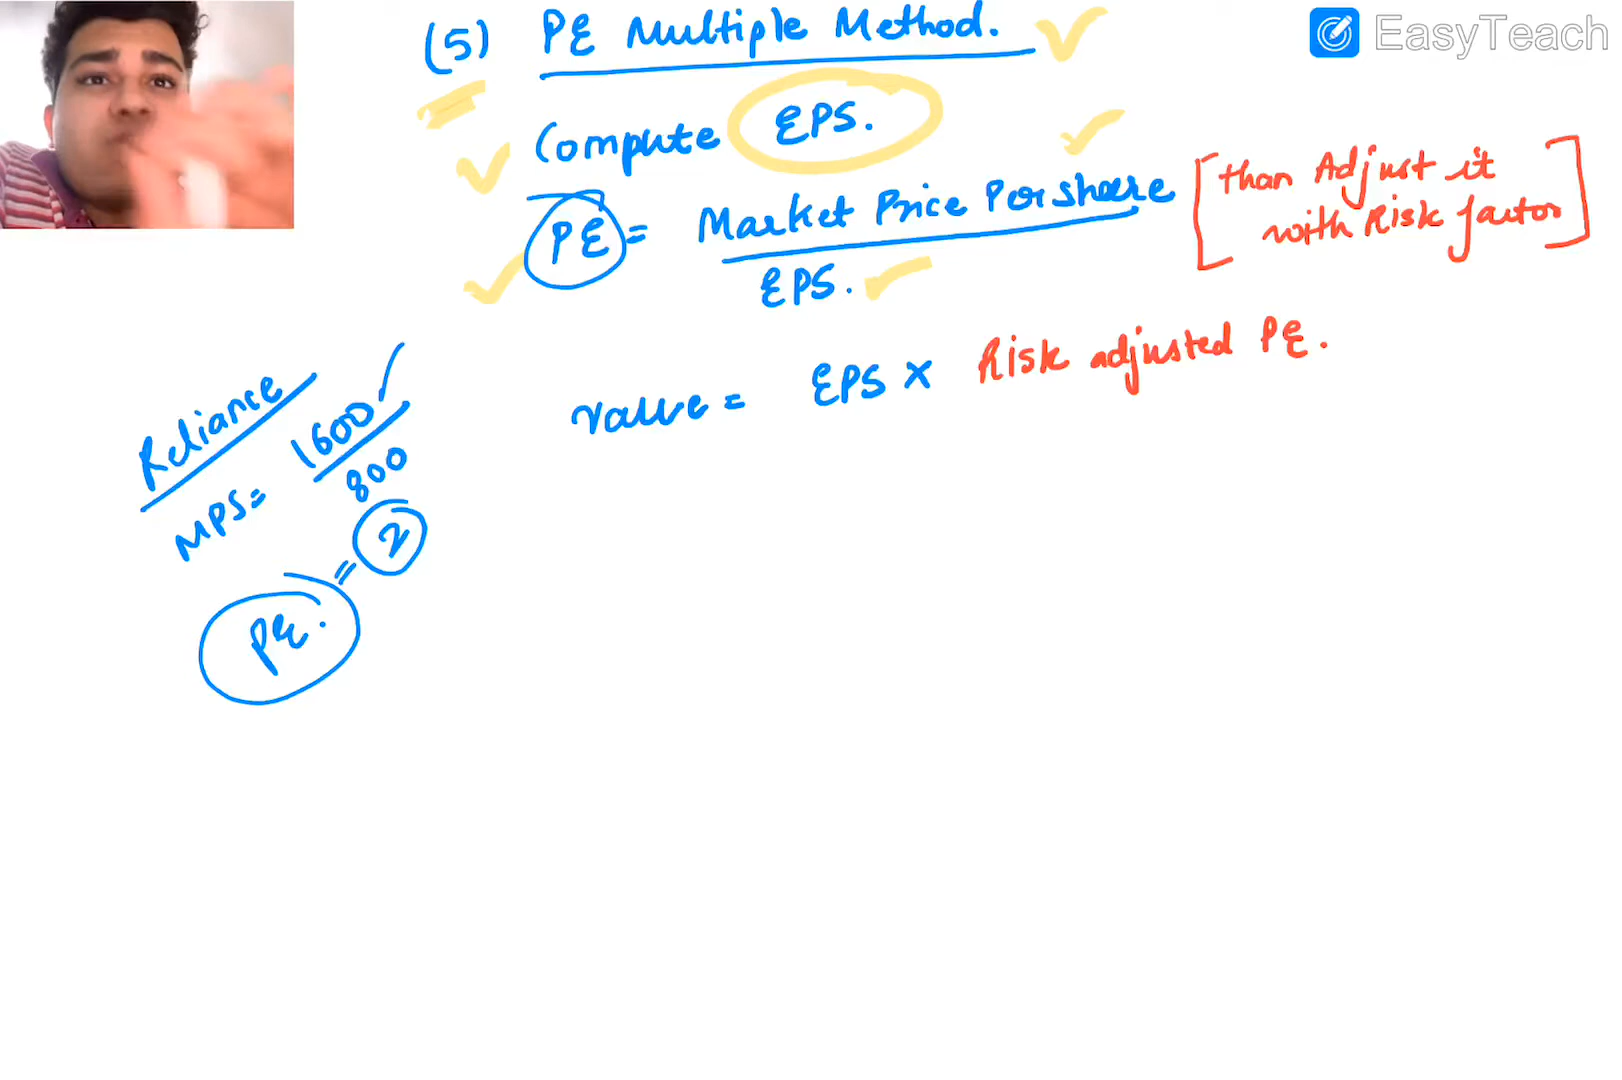 EasyTeach
(5) PE Multiple Method.
Compute EPS.
PE = Market Price Per share
EPS.
[than Adjust it
with Risk factor]
value = EPS × Risk adjusted PE.
Reliance
MPS = 1600
800
= 2
PE.